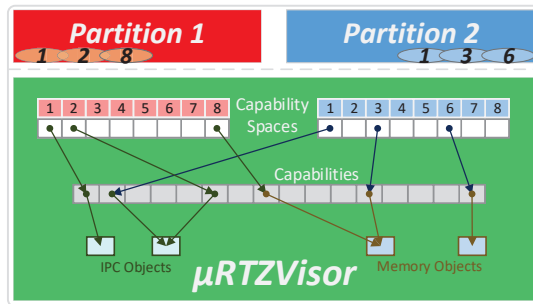 Partition 1
Partition 2
1 2 8
1 3 6
1 2 3 4 5 6 7 8
Capability Spaces
1 2 3 4 5 6 7 8
Capabilities
IPC Objects
µRTZVisor
Memory Objects